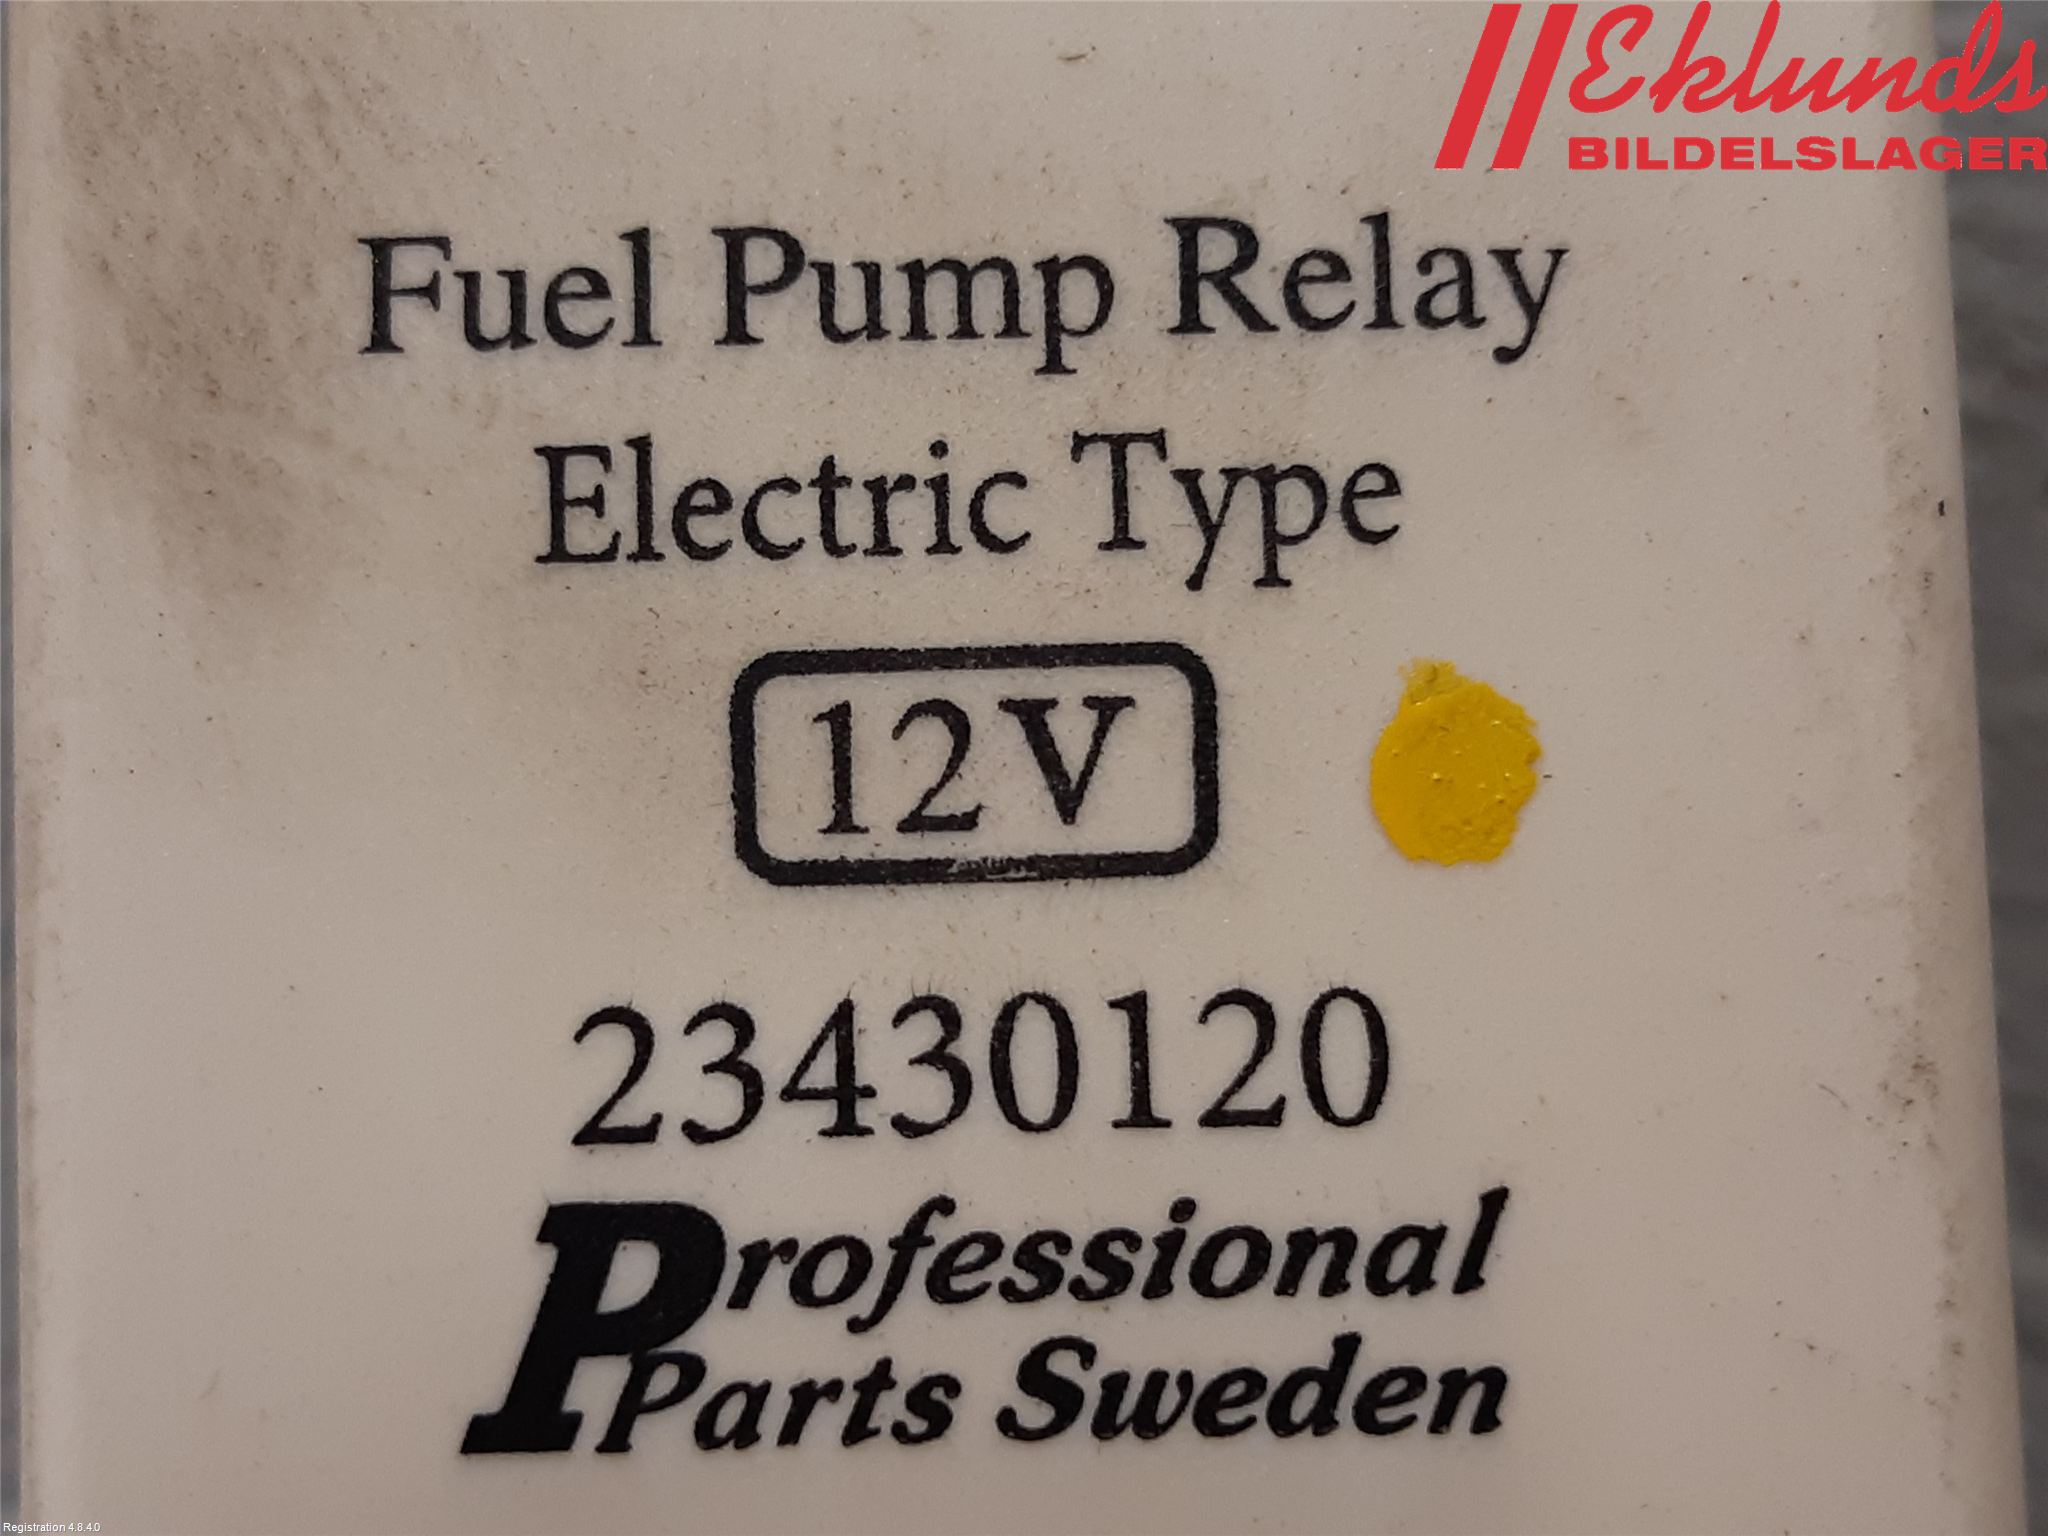 Eklunds
BILDELSLAGER
Fuel Pump Relay
Electric Type
12V
23430120
Professional
Parts Sweden
Registration 4.8.4.0